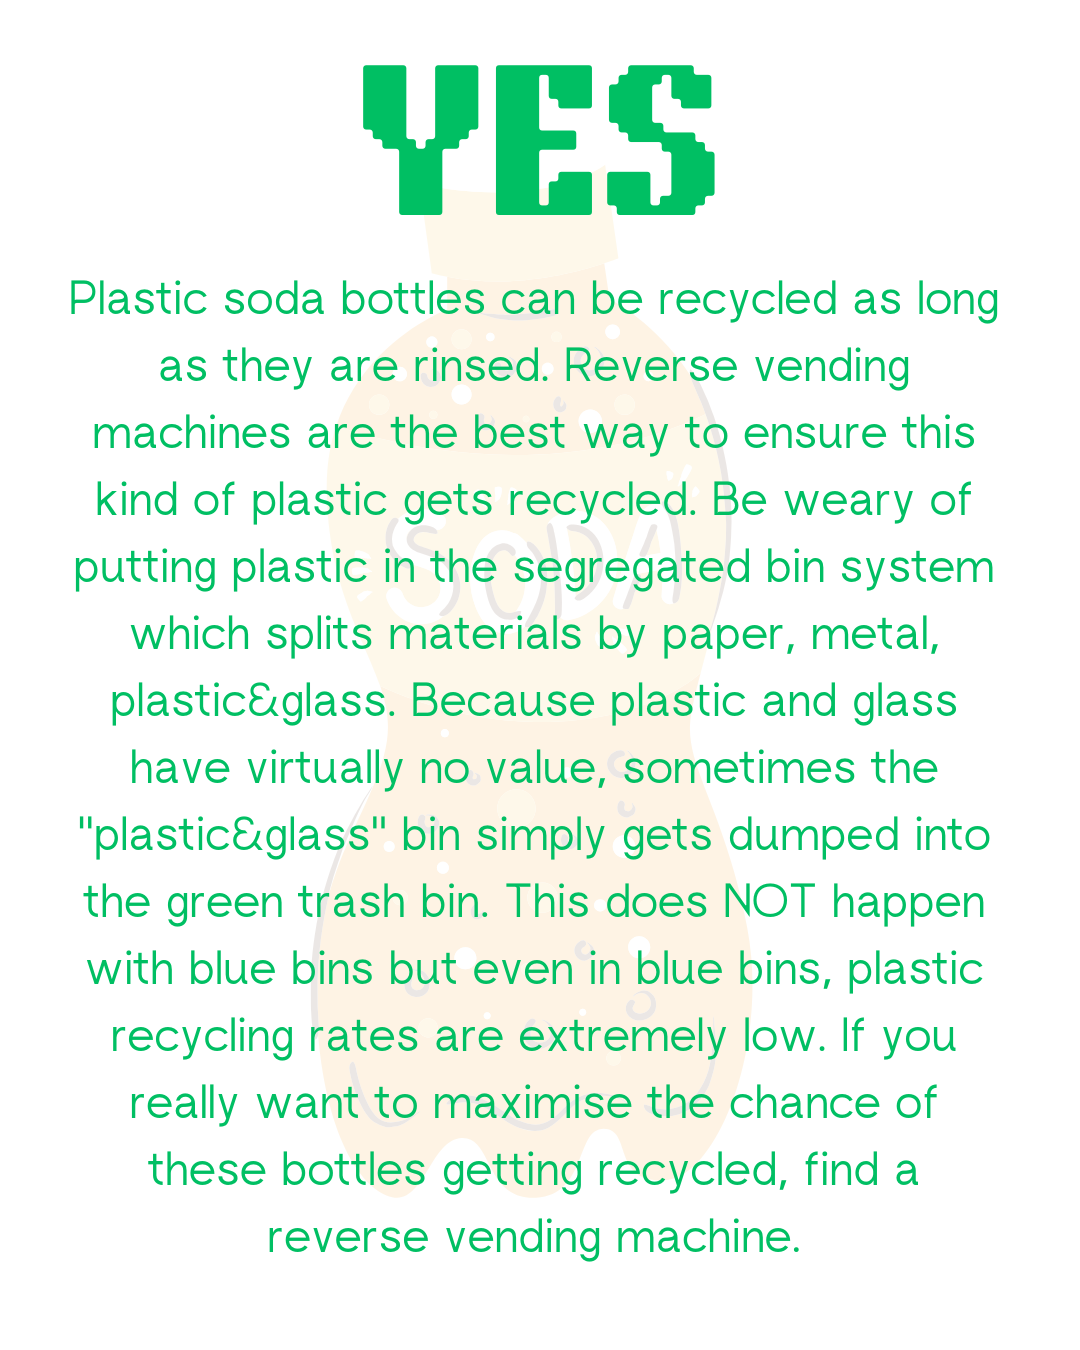 YES
Plastic soda bottles can be recycled as long
as they are rinsed. Reverse vending
machines are the best way to ensure this
kind of plastic gets recycled. Be weary of
putting plastic in the segregated bin system
which splits materials by paper, metal,
plastic&glass. Because plastic and glass
have virtually no value, sometimes the
"plastic&glass" bin simply gets dumped into
the green trash bin. This does NOT happen
with blue bins but even in blue bins, plastic
recycling rates are extremely low. If you
really want to maximise the chance of
these bottles getting recycled, find a
reverse vending machine.
SODA